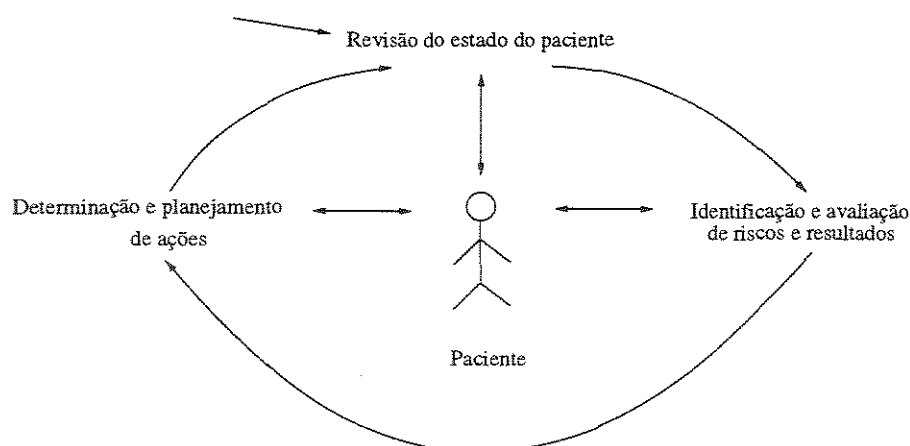 Revisão do estado do paciente
Determinação e planejamento
de ações
Identificação e avaliação
de riscos e resultados
Paciente